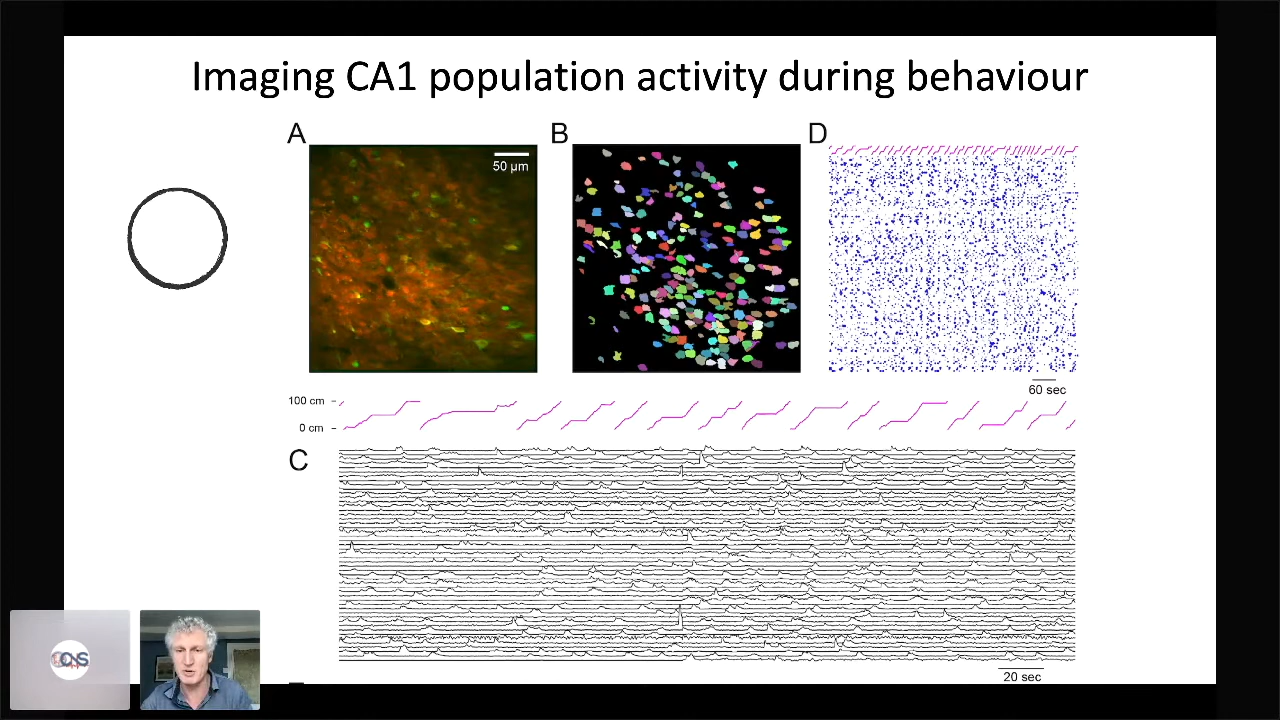 Imaging CA1 population activity during behaviour
A
B
D
50 µm
60 sec
100 cm
0 cm
C
20 sec